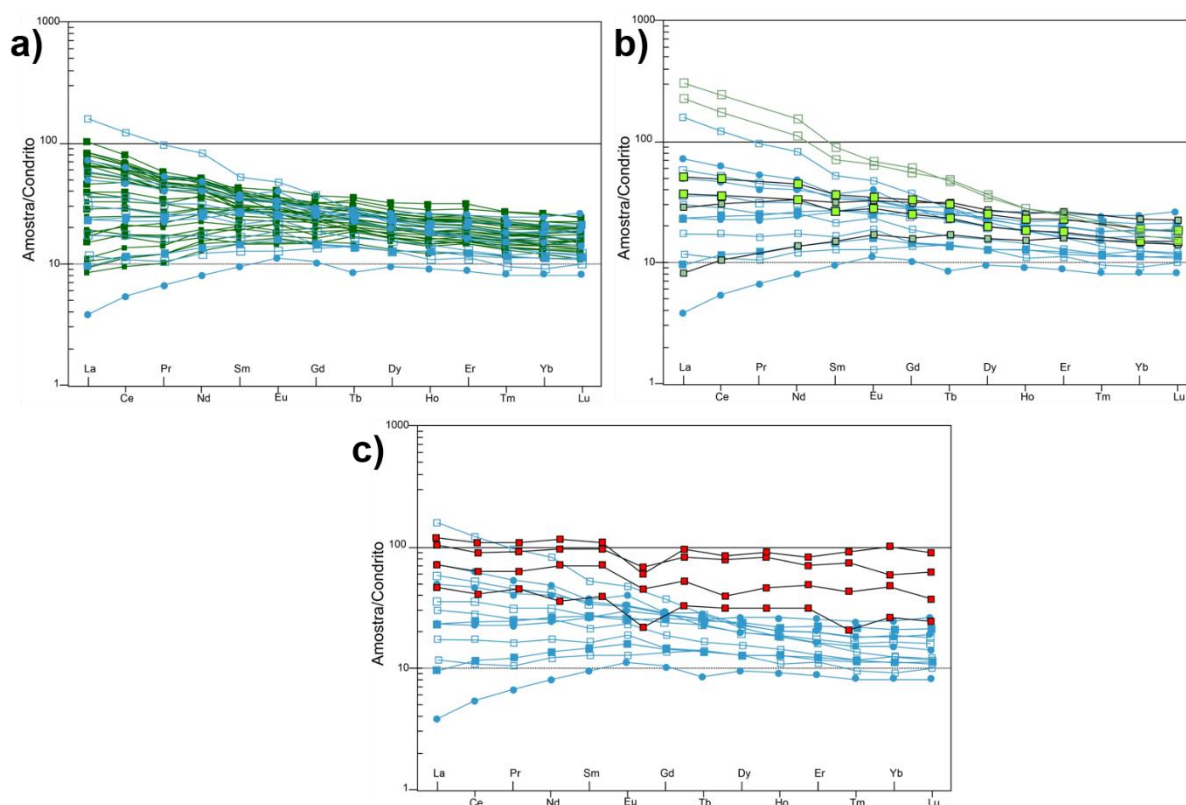 a)
1000
100
10
1
Amostra/Condrito
La Pr Sm Gd Dy Er Yb
Ce Nd Eu Tb Ho Tm Lu
b)
1000
100
10
1
Amostra/Condrito
La Pr Sm Gd Dy Er Yb
Ce Nd Eu Tb Ho Tm Lu
c)
1000
100
10
1
Amostra/Condrito
La Pr Sm Gd Dy Er Yb
Ce Nd Eu Tb Ho Tm Lu